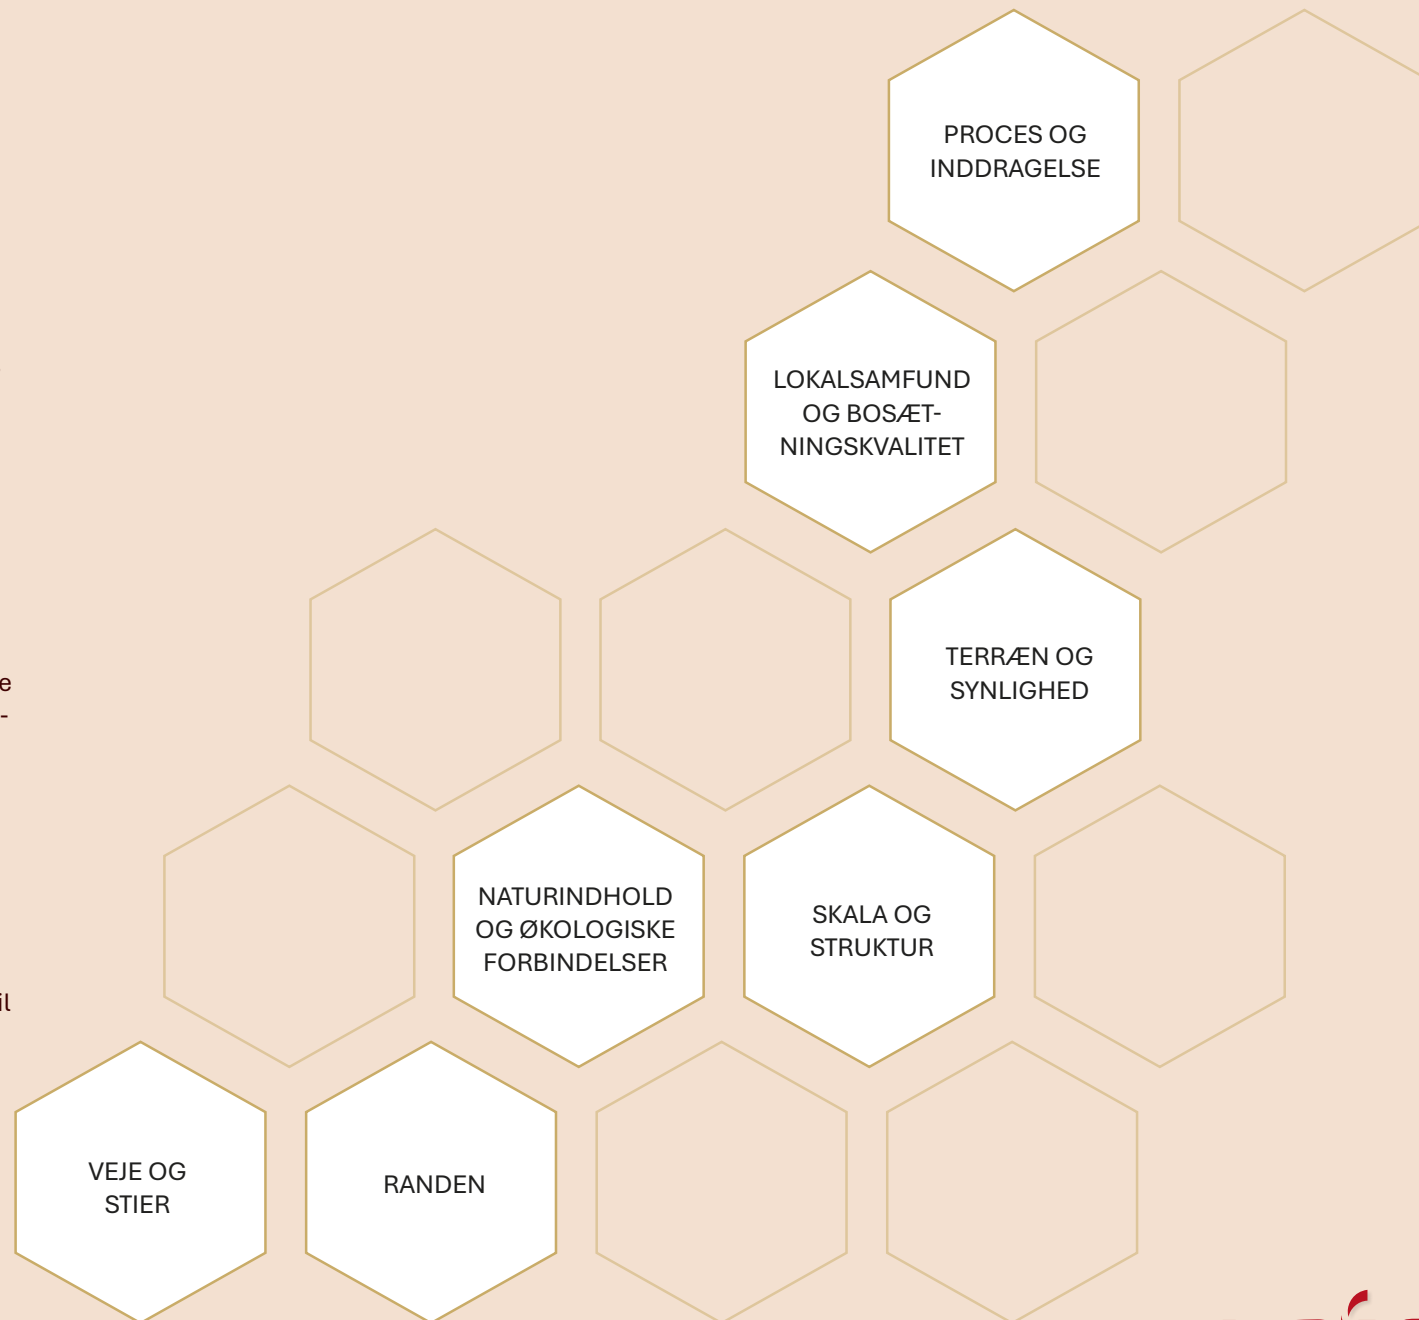 PROCES OG
INDDRAGELSE
LOKALSAMFUND
OG BOSÆT-
NINGSKVALITET
TERRÆN OG
SYNLIGHED
e
-
NATURINDHOLD
OG ØKOLOGISKE
FORBINDELSER
SKALA OG
STRUKTUR
il
VEJE OG
STIER
RANDEN